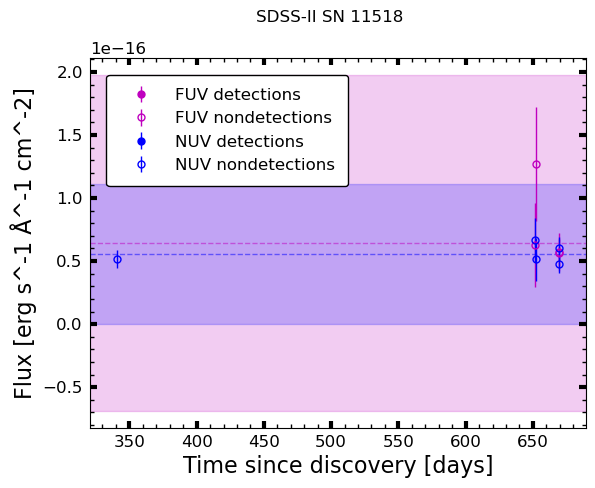 SDSS-II SN 11518
1e−16
FUV detections
FUV nondetections
NUV detections
NUV nondetections
2.0
1.5
1.0
0.5
0.0
−0.5
Flux [erg s^-1 Å^-1 cm^-2]
350 400 450 500 550 600 650
Time since discovery [days]